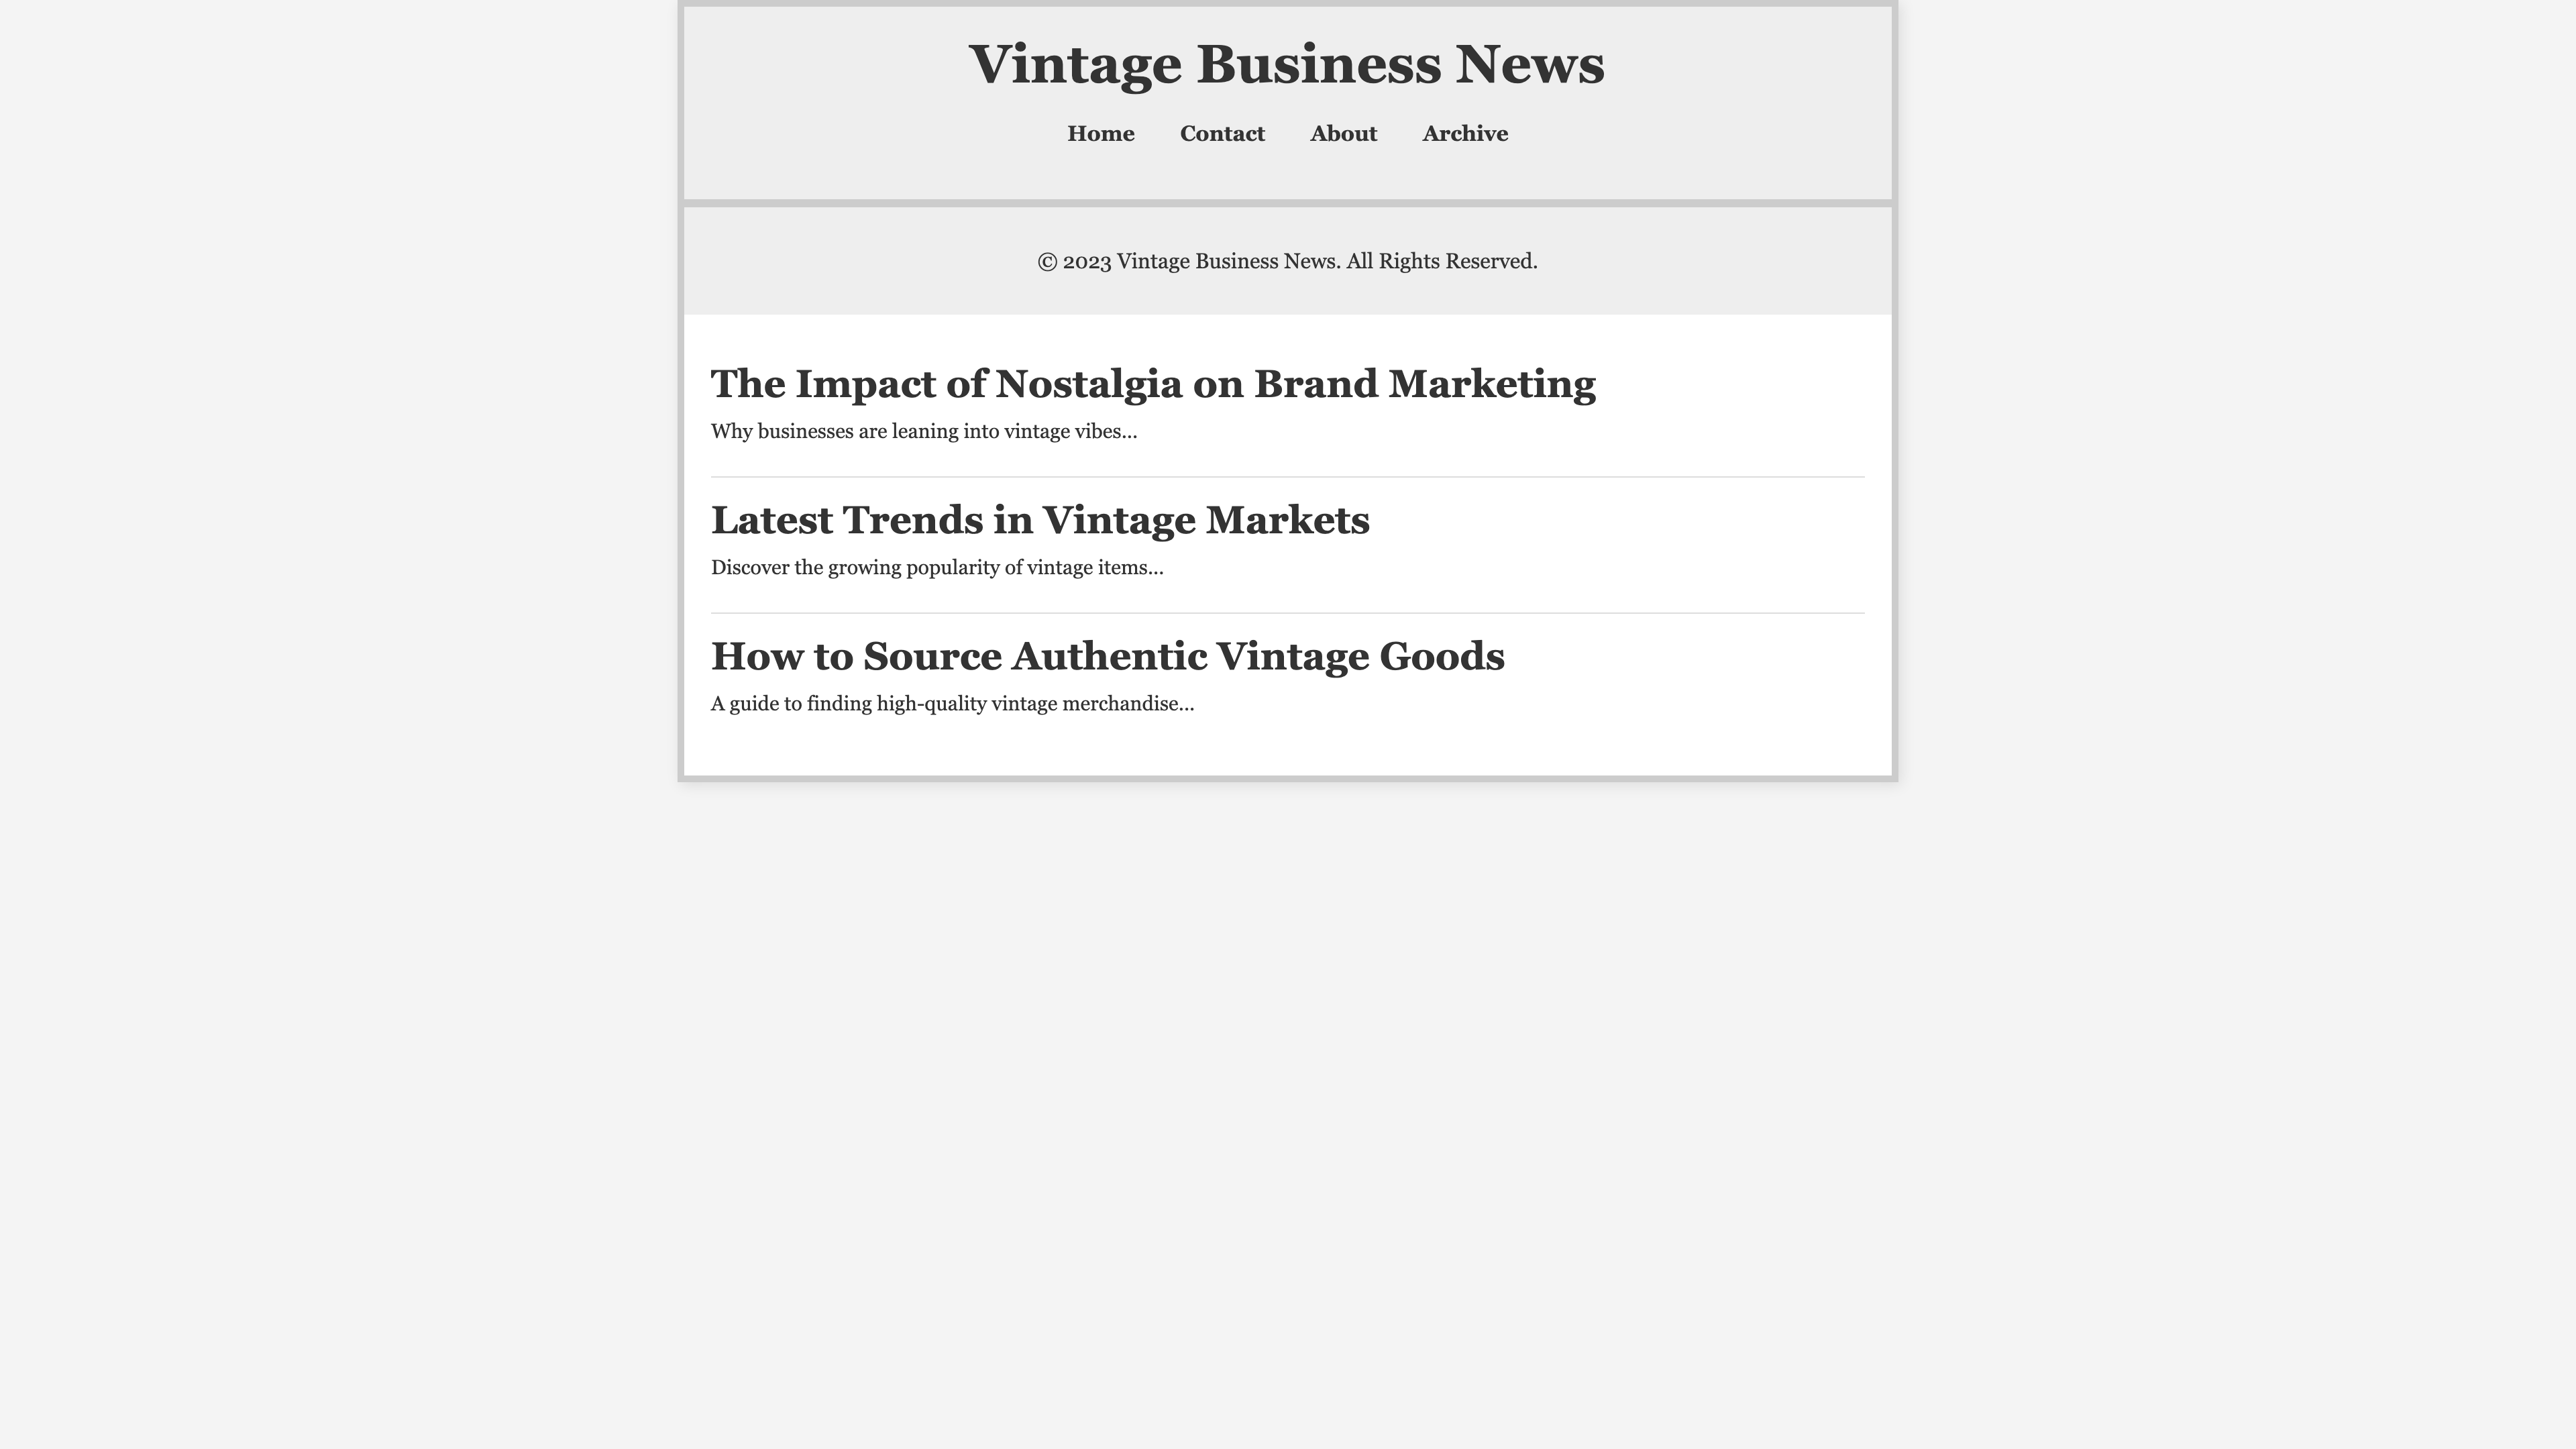 Vintage Business News
Home Contact About Archive
© 2023 Vintage Business News. All Rights Reserved.
The Impact of Nostalgia on Brand Marketing
Why businesses are leaning into vintage vibes...
Latest Trends in Vintage Markets
Discover the growing popularity of vintage items...
How to Source Authentic Vintage Goods
A guide to finding high-quality vintage merchandise...